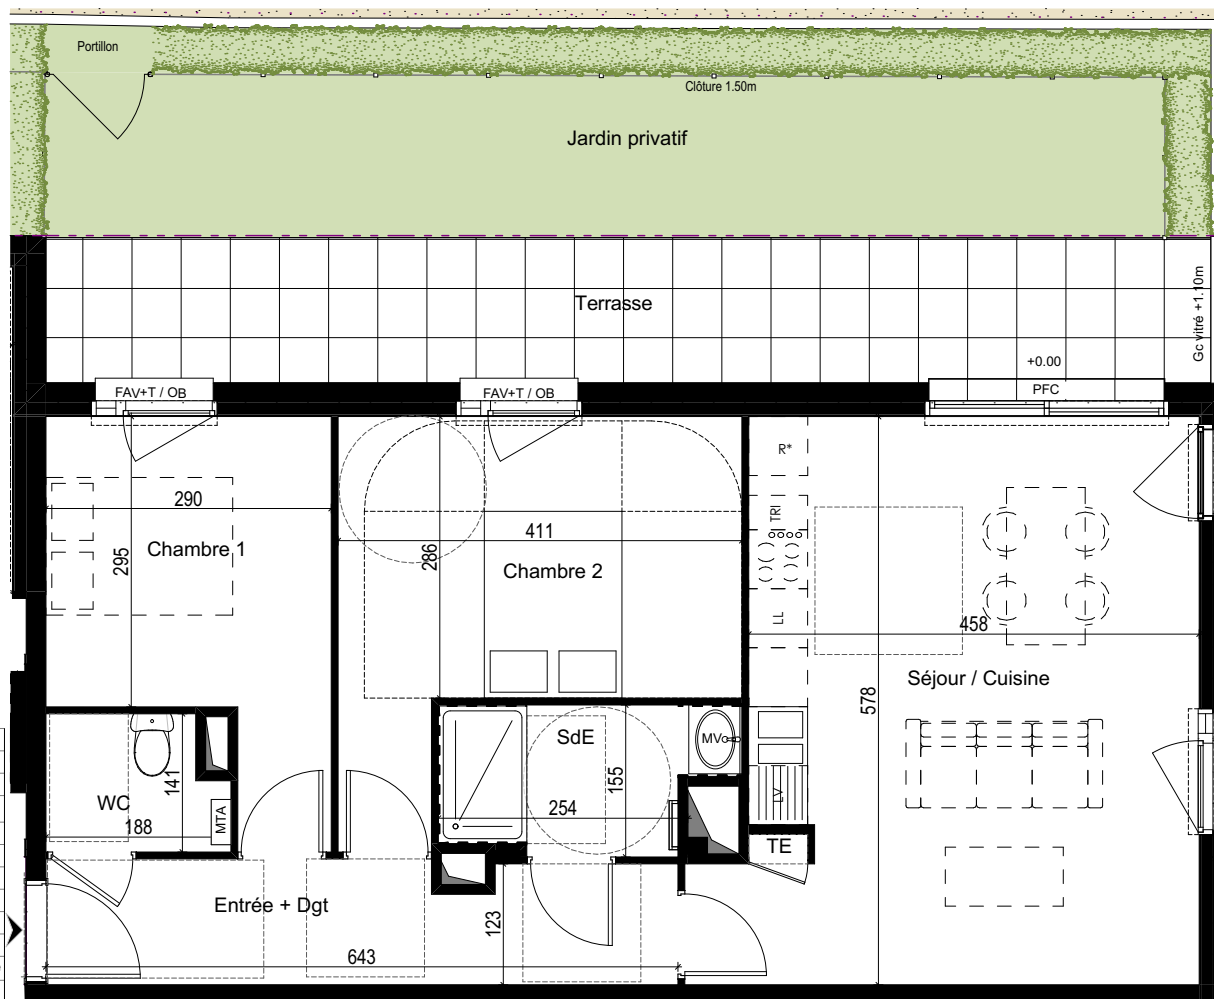 Portillon
Clôture 1.50m
Jardin privatif
Terrasse
Gc vitré +1.10m
+0.00
FAV+T / OB
FAV+T / OB
PFC
R*
290
TRI
411
295
Chambre 1
286
Chambre 2
LL
458
Séjour / Cuisine
578
SdE
MV
141
155
WC
MTA
188
254
LV
TE
Entrée + Dgt
123
643